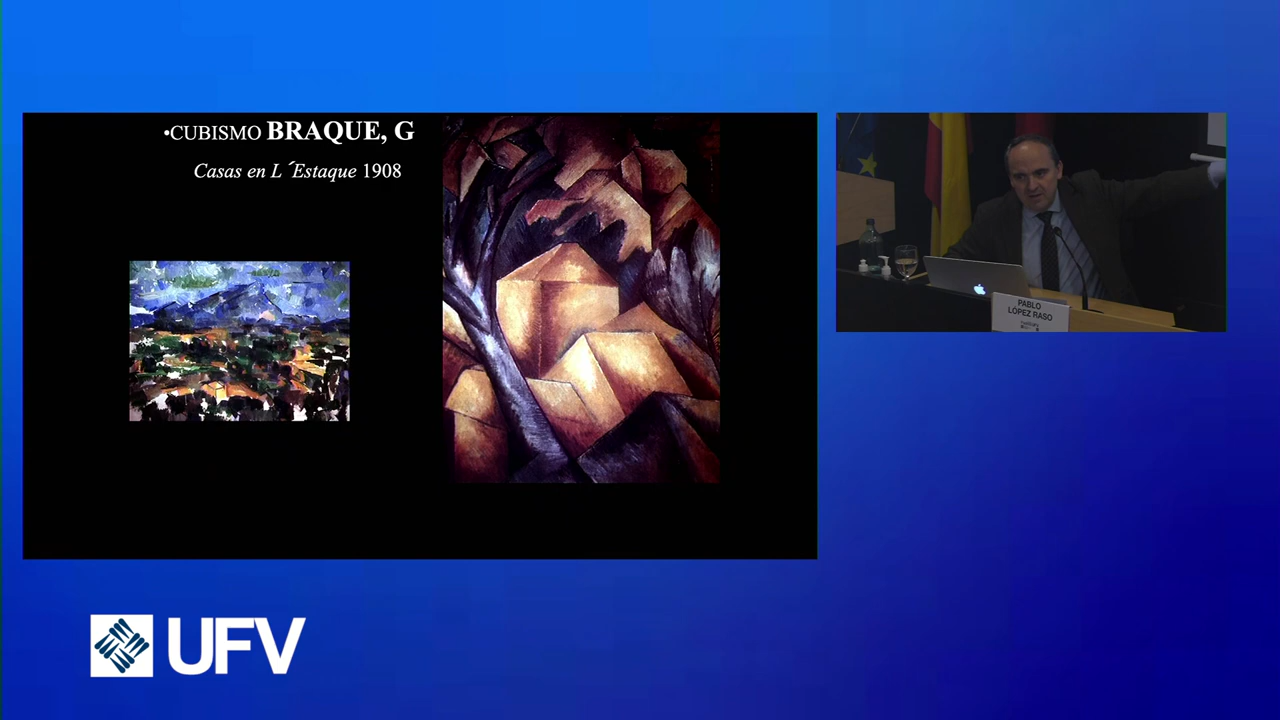 •CUBISMO BRAQUE, G
Casas en L ´Estaque 1908
PABLO
LÓPEZ RASO
UFV